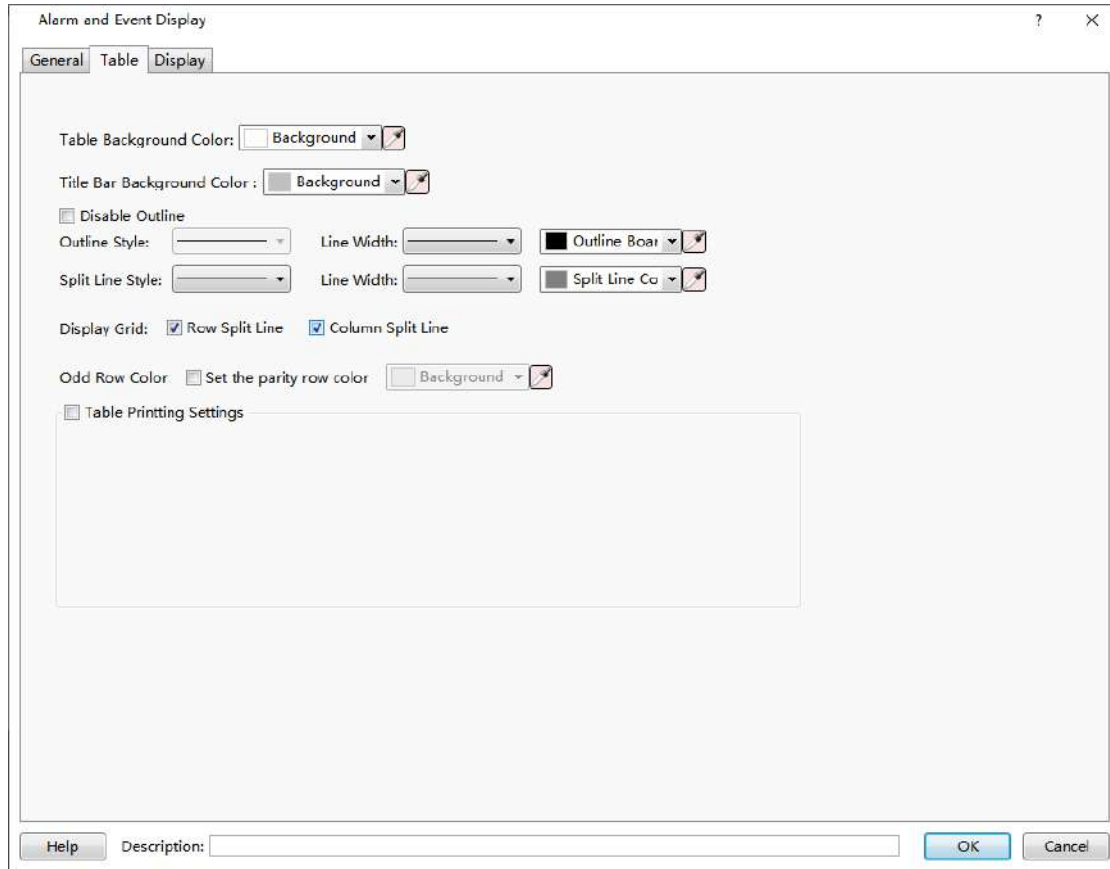 Alarm and Event Display ?
General Table Display
Table Background Color: Background
Title Bar Background Color : Background
Disable Outline
Outline Style: Line Width: Outline Boar
Split Line Style: Line Width: Split Line Co
Display Grid: Row Split Line Column Split Line
Odd Row Color Set the parity row color Background
Table Printting Settings
Help Description: OK Cancel